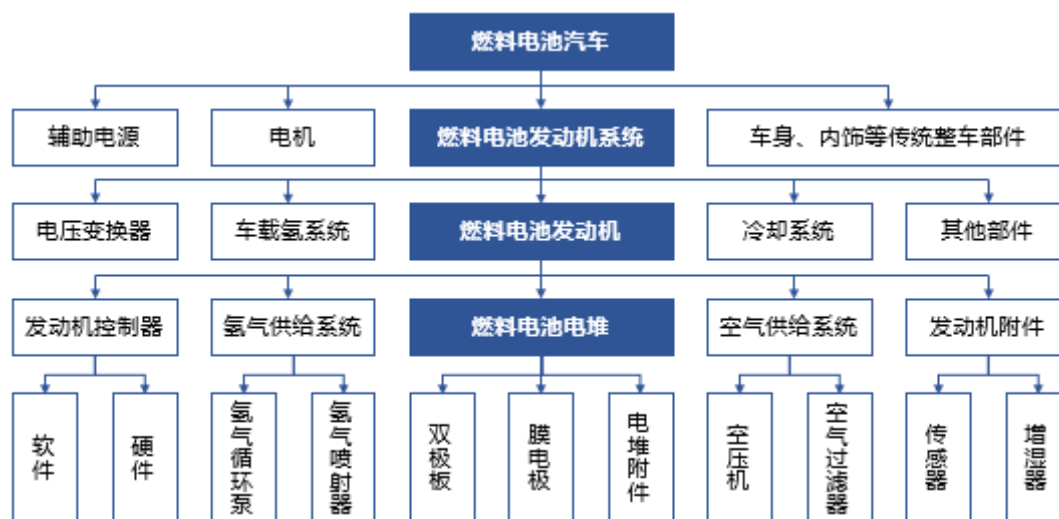 燃料电池汽车
辅助电源
电机
燃料电池发动机系统
车身、内饰等传统整车部件
电压变换器
车载氢系统
燃料电池发动机
冷却系统
其他部件
发动机控制器
氢气供给系统
燃料电池电堆
空气供给系统
发动机附件
软件
硬件
氢气循环泵
氢气喷射器
双极板
膜电极
电堆附件
空压机
空气过滤器
传感器
增湿器